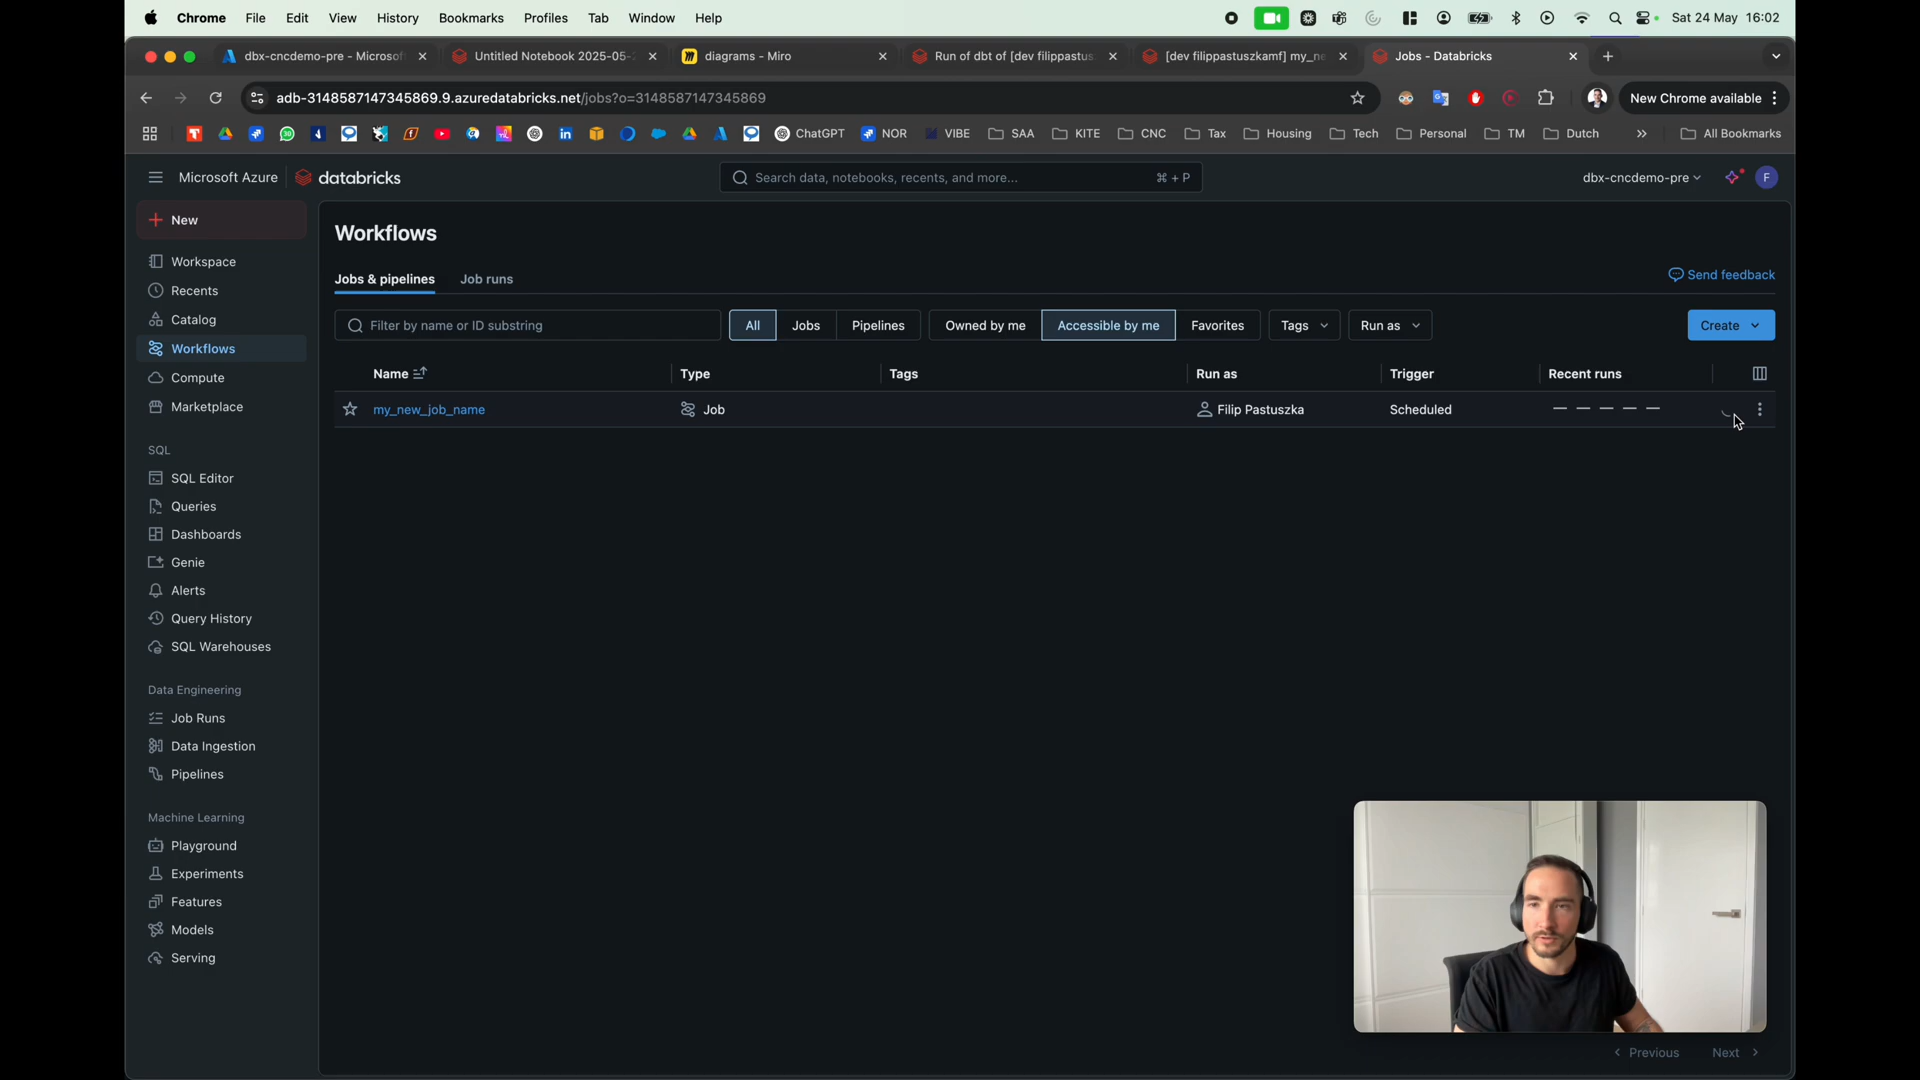 Chrome File Edit View History Bookmarks Profiles Tab Window Help Sat 24 May 16:02
dbx-cncdemo-pre - Microsof Untitled Notebook 2025-05-2 diagrams - Miro Run of dbt of [dev filippastus [dev filippastuszkamf] my_ne Jobs - Databricks
adb-3148587147345869.9.azuredatabricks.net/jobs?o=3148587147345869 New Chrome available
ChatGPT NOR VIBE SAA KITE CNC Tax Housing Tech Personal TM Dutch » All Bookmarks
Microsoft Azure databricks Search data, notebooks, recents, and more... ⌘ + P dbx-cncdemo-pre F
New
Workspace
Recents
Catalog
Workflows
Compute
Marketplace
SQL
SQL Editor
Queries
Dashboards
Genie
Alerts
Query History
SQL Warehouses
Data Engineering
Job Runs
Data Ingestion
Pipelines
Machine Learning
Playground
Experiments
Features
Models
Serving
Workflows
Jobs & pipelines Job runs Send feedback
Filter by name or ID substring All Jobs Pipelines Owned by me Accessible by me Favorites Tags Run as Create
Name Type Tags Run as Trigger Recent runs
my_new_job_name Job Filip Pastuszka Scheduled
Previous Next